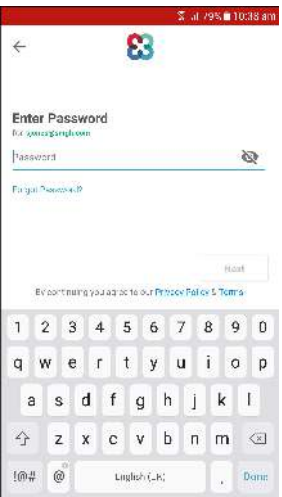 79% 10:38 am
Enter Password
for
Password
Forgot Password?
Next
By continuing you agree to our Privacy Policy & Terms
1 2 3 4 5 6 7 8 9 0
q w e r t y u i o p
a s d f g h j k l
z x c v b n m
!@# @ English (UK) . Done